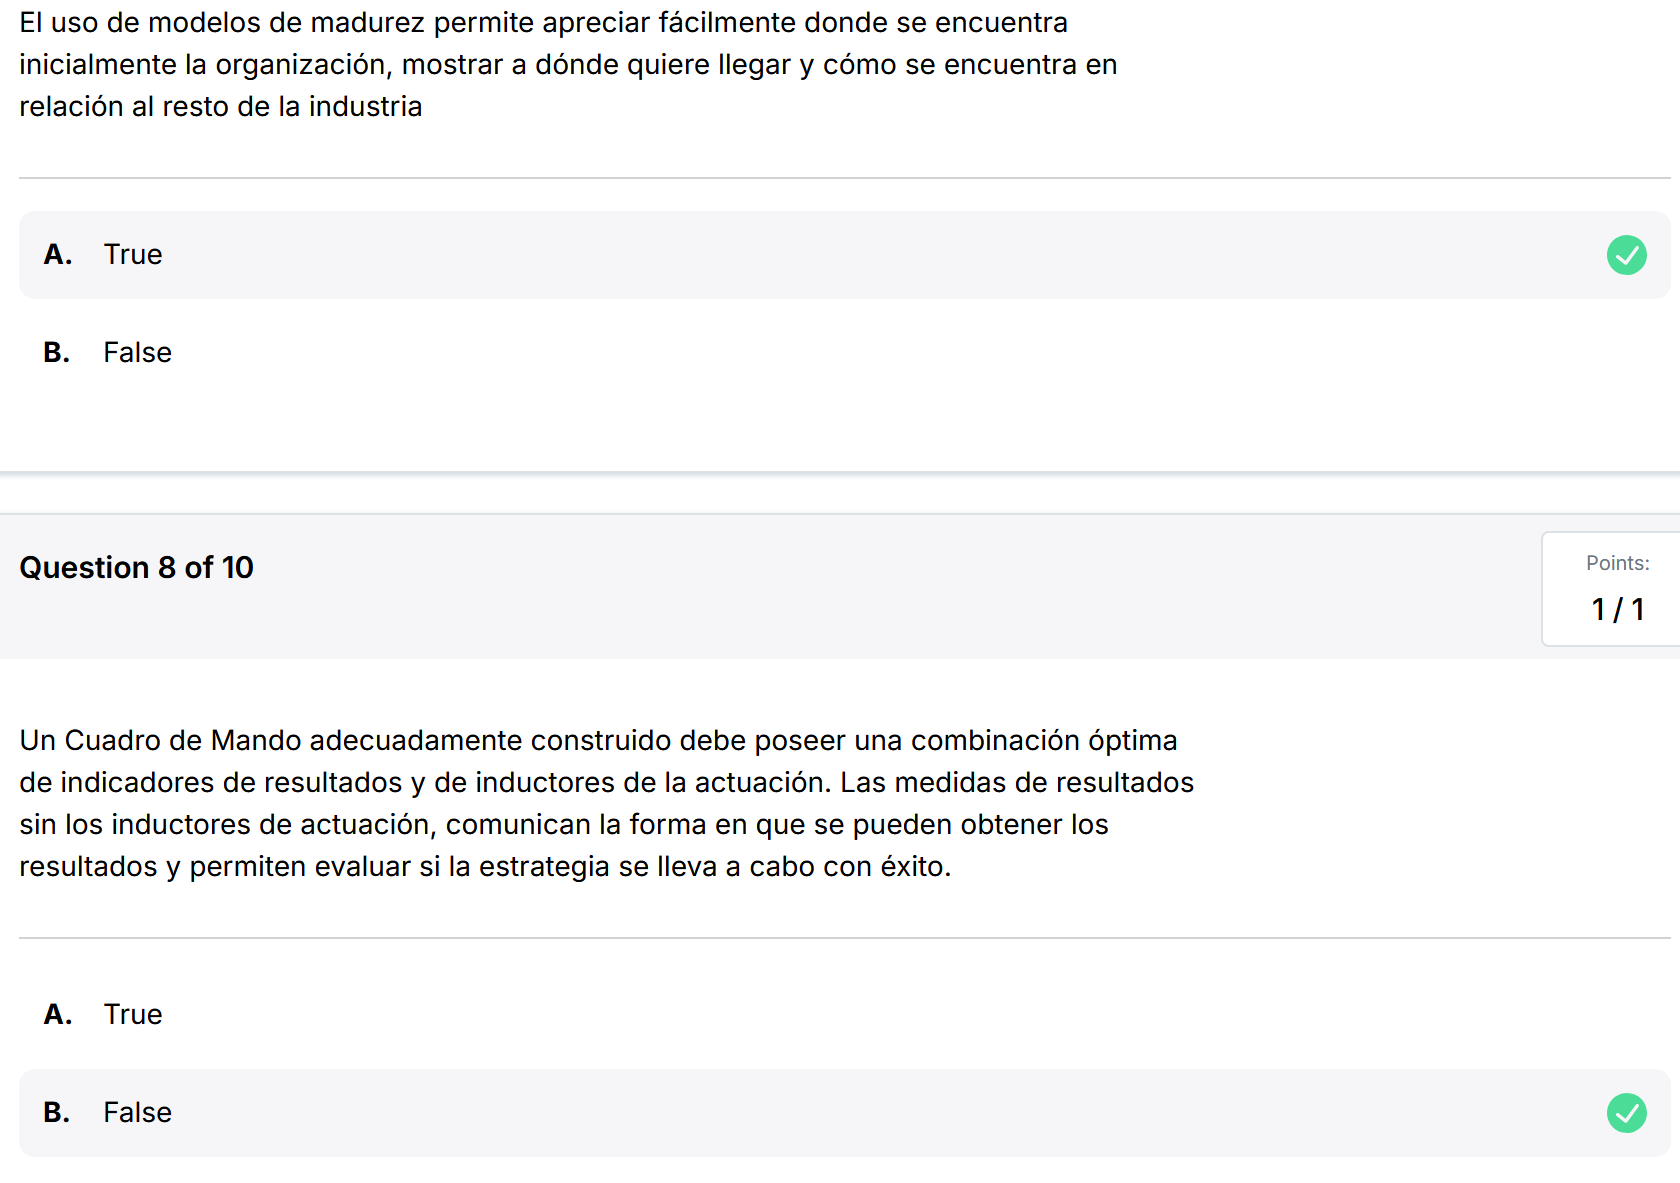 El uso de modelos de madurez permite apreciar fácilmente donde se encuentra
inicialmente la organización, mostrar a dónde quiere llegar y cómo se encuentra en
relación al resto de la industria
A. True
B. False
Question 8 of 10
Points:
1 / 1
Un Cuadro de Mando adecuadamente construido debe poseer una combinación óptima
de indicadores de resultados y de inductores de la actuación. Las medidas de resultados
sin los inductores de actuación, comunican la forma en que se pueden obtener los
resultados y permiten evaluar si la estrategia se lleva a cabo con éxito.
A. True
B. False